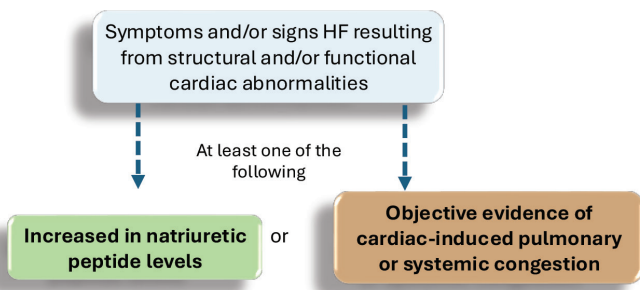 Symptoms and/or signs HF resulting
from structural and/or functional
cardiac abnormalities
At least one of the
following
Increased in natriuretic
peptide levels
or
Objective evidence of
cardiac-induced pulmonary
or systemic congestion